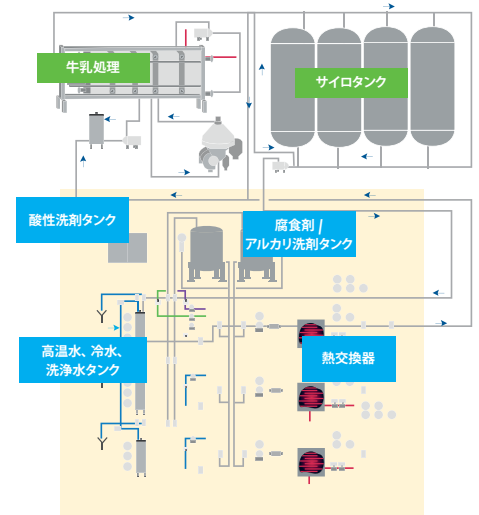 牛乳処理
サイロタンク
酸性洗剤タンク
腐食剤 /
アルカリ洗剤タンク
高温水、冷水、
洗浄水タンク
熱交換器